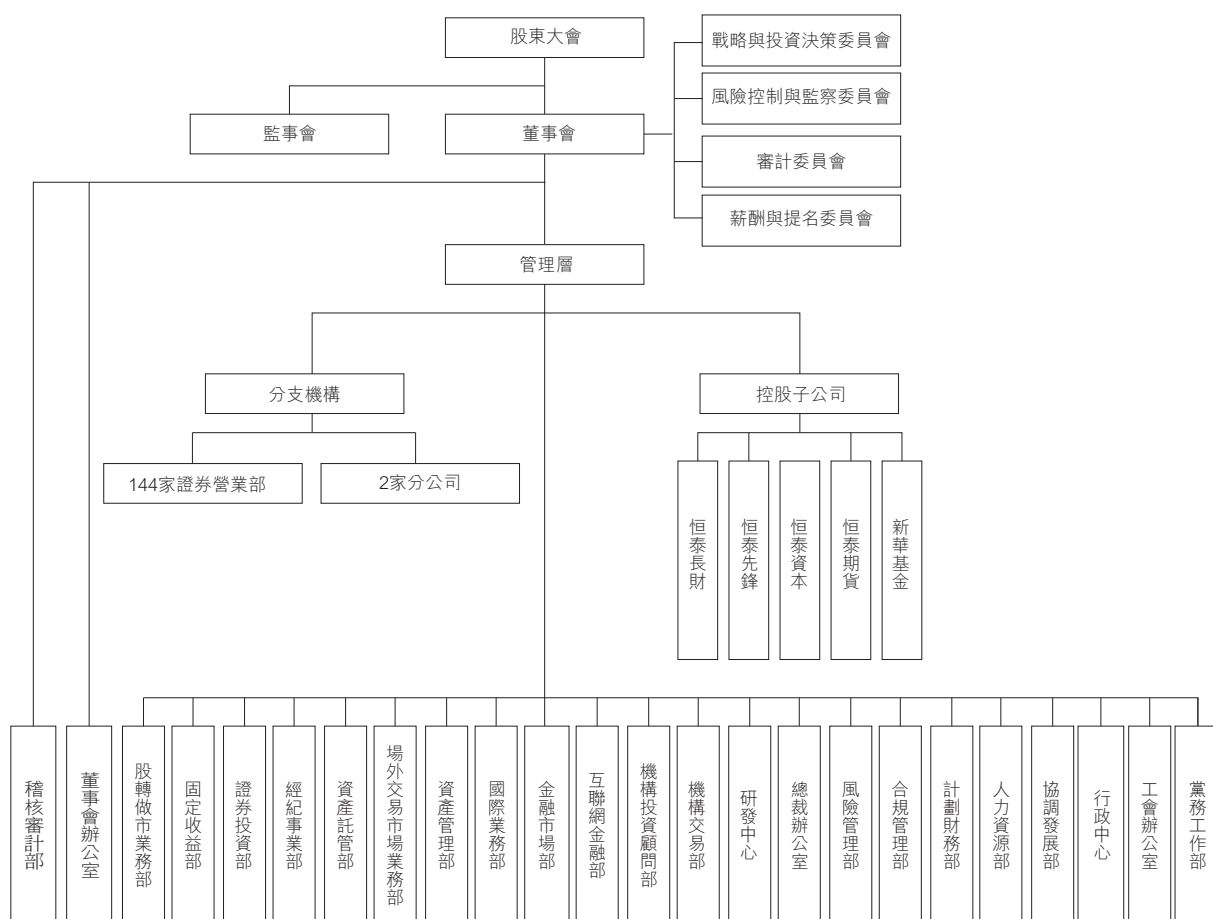 股東大會
戰略與投資決策委員會
風險控制與監察委員會
監事會
董事會
審計委員會
薪酬與提名委員會
管理層
分支機構
控股子公司
144家證券營業部
2家分公司
恒泰長財
恒泰先鋒
恒泰資本
恒泰期貨
新華基金
稽核審計部
董事會辦公室
股轉做市業務部
固定收益部
證券投資部
經紀事業部
資產託管部
場外交易市場業務部
資產管理部
國際業務部
金融市場部
互聯網金融部
機構投資顧問部
機構交易部
研發中心
總裁辦公室
風險管理部
合規管理部
計劃財務部
人力資源部
協調發展部
行政中心
工會辦公室
黨務工作部